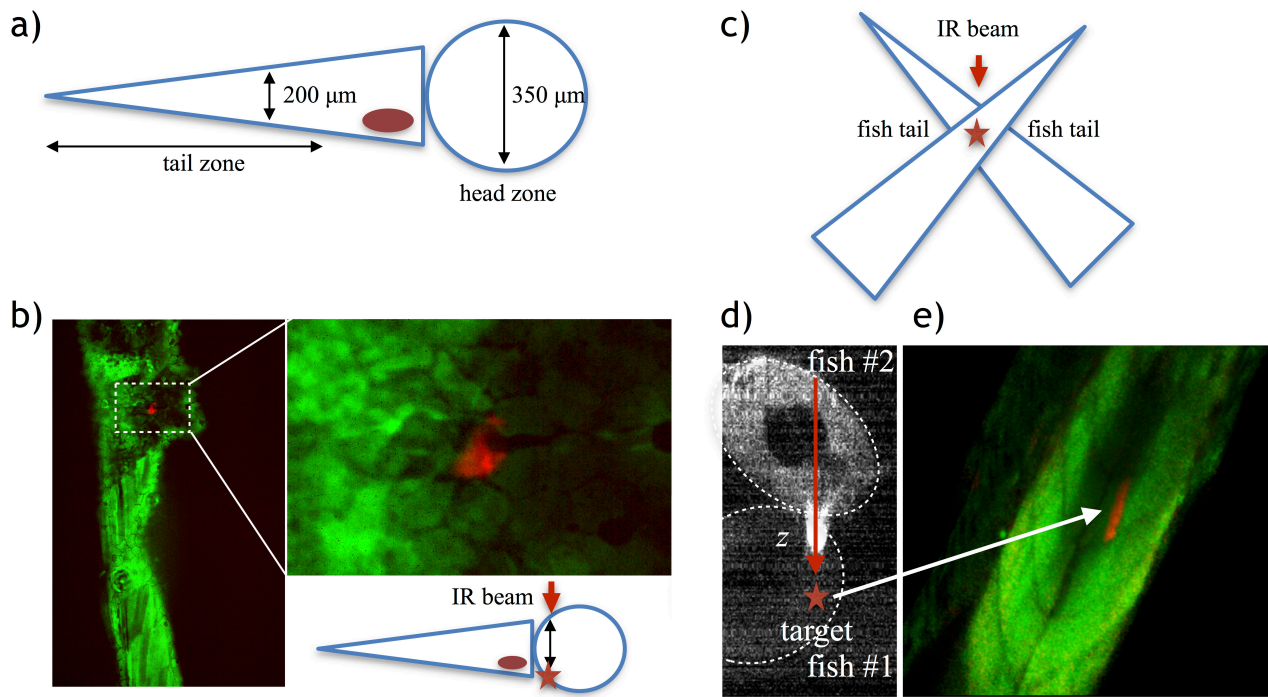 a)
200 μm
350 μm
tail zone
head zone
b)
IR beam
c)
IR beam
fish tail
fish tail
d)
fish #2
z
target
fish #1
e)